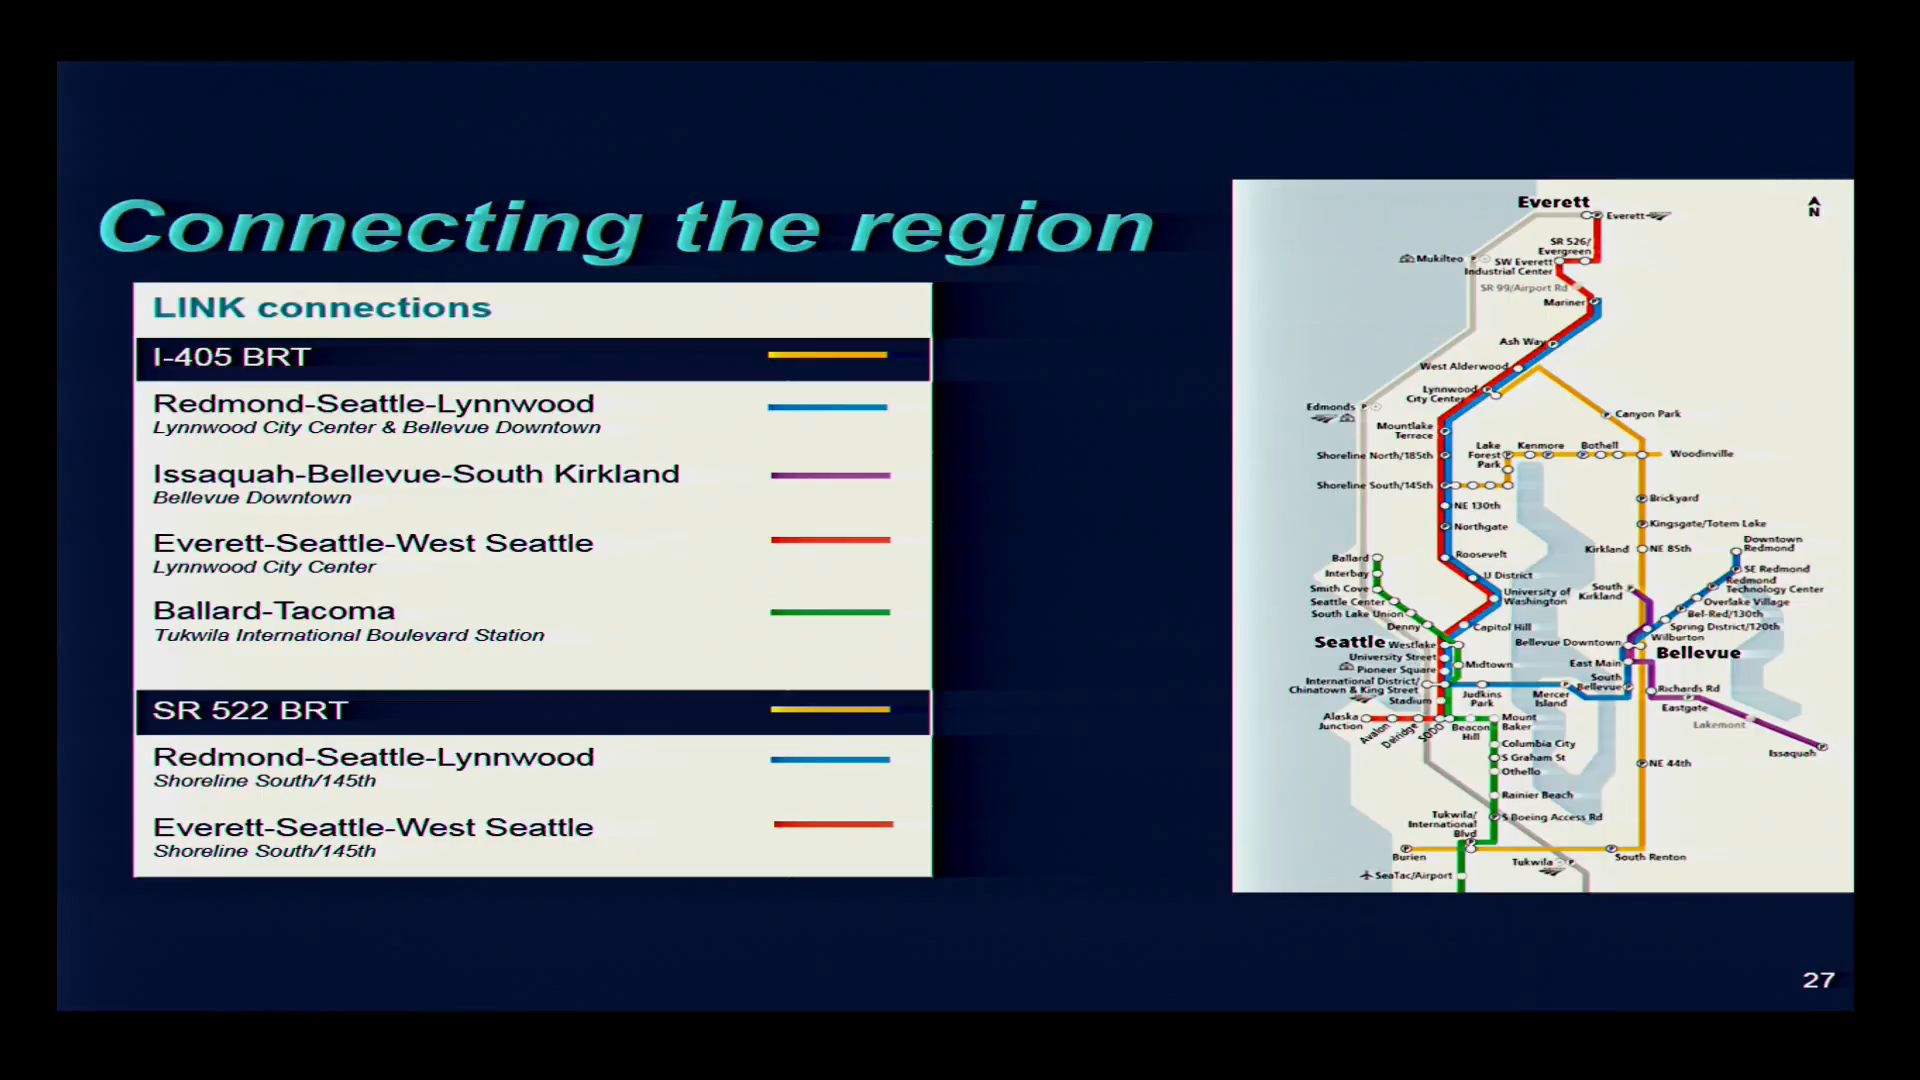 Connecting the region
LINK connections
I-405 BRT
Redmond-Seattle-Lynnwood
Lynnwood City Center & Bellevue Downtown
Issaquah-Bellevue-South Kirkland
Bellevue Downtown
Everett-Seattle-West Seattle
Lynnwood City Center
Ballard-Tacoma
Tukwila International Boulevard Station
SR 522 BRT
Redmond-Seattle-Lynnwood
Shoreline South/145th
Everett-Seattle-West Seattle
Shoreline South/145th
Everett
N
Everett
SR 526/
Evergreen
Mukilteo
SW Everett
Industrial Center
SR 99/Airport Rd
Mariner
Ash Way
West Alderwood
Lynnwood
City Center
Edmonds
Canyon Park
Mountlake
Terrace
Lake
Forest
Park
Kenmore
Bothell
Woodinville
Shoreline North/185th
Shoreline South/145th
Brickyard
NE 130th
Kingsgate/Totem Lake
Northgate
Kirkland
NE 85th
Downtown
Redmond
Roosevelt
Ballard
Interbay
Smith Cove
Seattle Center
South Lake Union
Denny
U District
University of
Washington
South
Kirkland
SE Redmond
Redmond
Technology Center
Overlake Village
Bel-Red/130th
Spring District/120th
Capitol Hill
Wilburton
Seattle
Westlake
Bellevue Downtown
Bellevue
University Street
Pioneer Square
Midtown
East Main
International District/
Chinatown & King Street
Stadium
Judkins
Park
Mercer
Island
South
Bellevue
Richards Rd
Eastgate
Lakemont
Issaquah
Alaska
Junction
Avalon
Delridge
SODO
Beacon
Hill
Mount
Baker
Columbia City
S Graham St
Othello
NE 44th
Rainier Beach
S Boeing Access Rd
Tukwila/
International
Blvd
Burien
Tukwila
South Renton
SeaTac/Airport
27